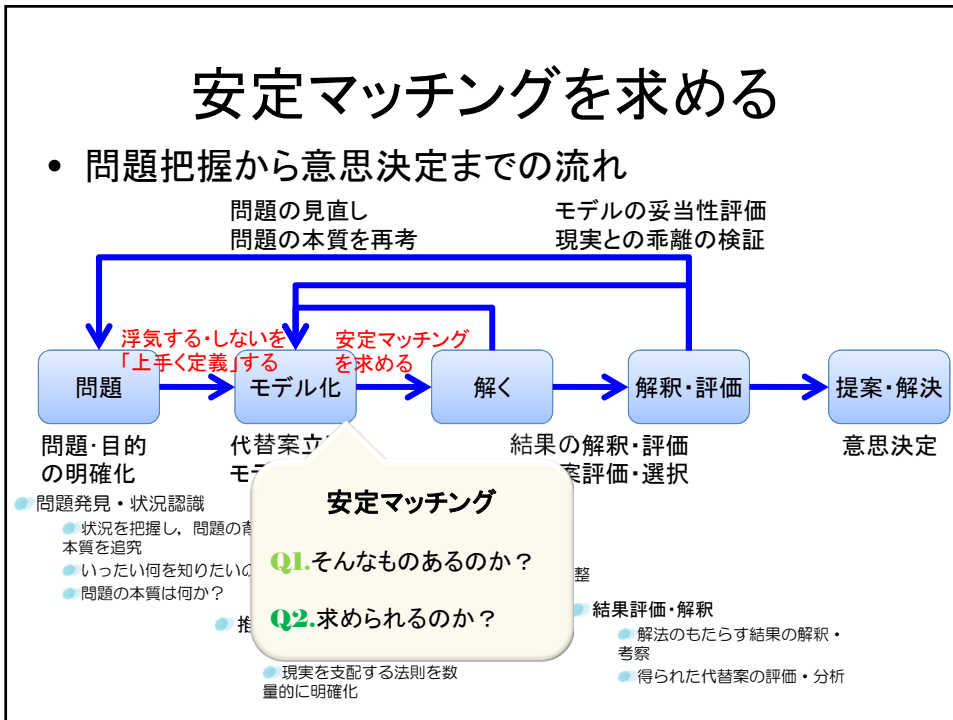 安定マッチングを求める
• 問題把握から意思決定までの流れ
問題の見直し
問題の本質を再考
モデルの妥当性評価
現実との乖離の検証
浮気する・しないを
「上手く定義」する
安定マッチング
を求める
問題
モデル化
解く
解釈・評価
提案・解決
問題・目的
の明確化
代替案立
モデ
結果の解釈・評価
案評価・選択
意思決定
問題発見・状況認識
状況を把握し，問題の背
本質を追究
いったい何を知りたいの
問題の本質は何か？
安定マッチング
Q1.そんなものあるのか？
Q2.求められるのか？
整
推
現実を支配する法則を数
量的に明確化
結果評価・解釈
解法のもたらす結果の解釈・
考察
得られた代替案の評価・分析